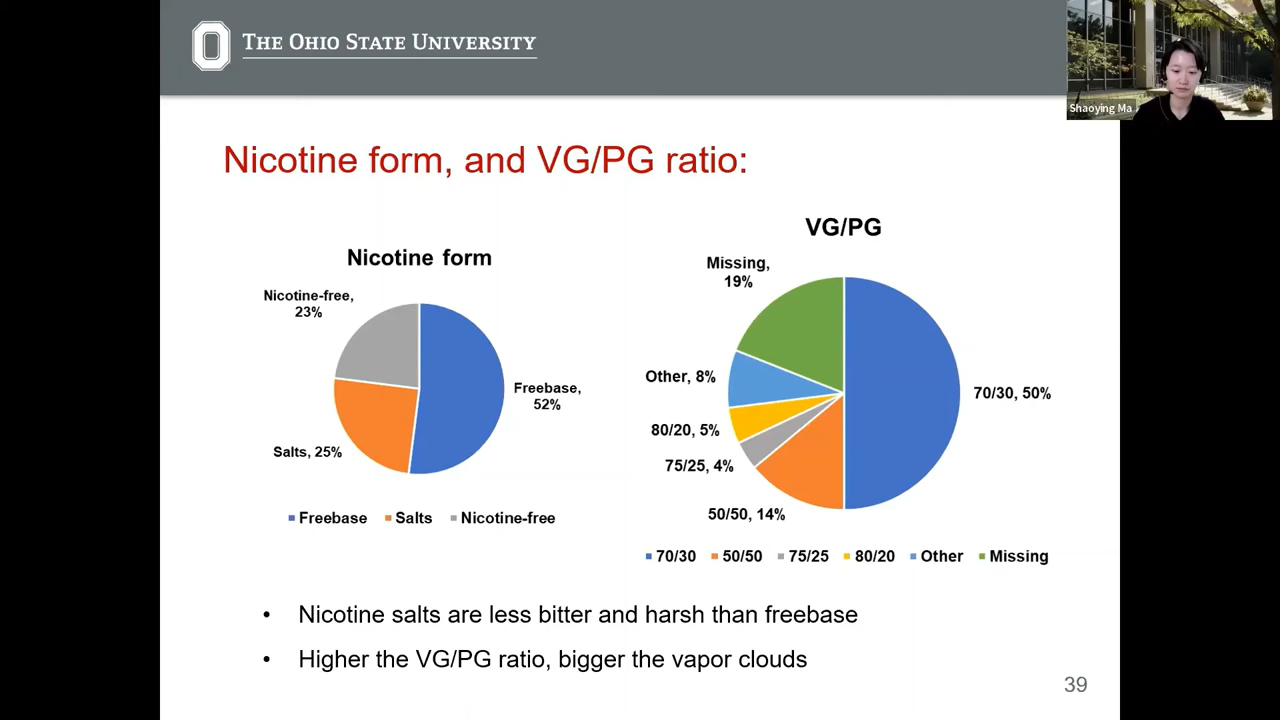 THE OHIO STATE UNIVERSITY
Shaoying Ma
Nicotine form, and VG/PG ratio:
Nicotine form
Nicotine-free,
23%
Freebase,
52%
Salts, 25%
Freebase Salts Nicotine-free
VG/PG
Missing,
19%
Other, 8%
70/30, 50%
80/20, 5%
75/25, 4%
50/50, 14%
70/30 50/50 75/25 80/20 Other Missing
• Nicotine salts are less bitter and harsh than freebase
• Higher the VG/PG ratio, bigger the vapor clouds
39